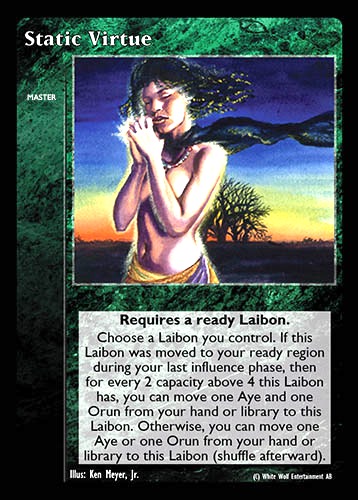 Static Virtue
MASTER
Requires a ready Laibon.
Choose a Laibon you control. If this
Laibon was moved to your ready region
during your last influence phase, then
for every 2 capacity above 4 this Laibon
has, you can move one Aye and one
Orun from your hand or library to this
Laibon. Otherwise, you can move one
Aye or one Orun from your hand or
library to this Laibon (shuffle afterward).
Illus: Ken Meyer, Jr.
(C) White Wolf Entertainment AB